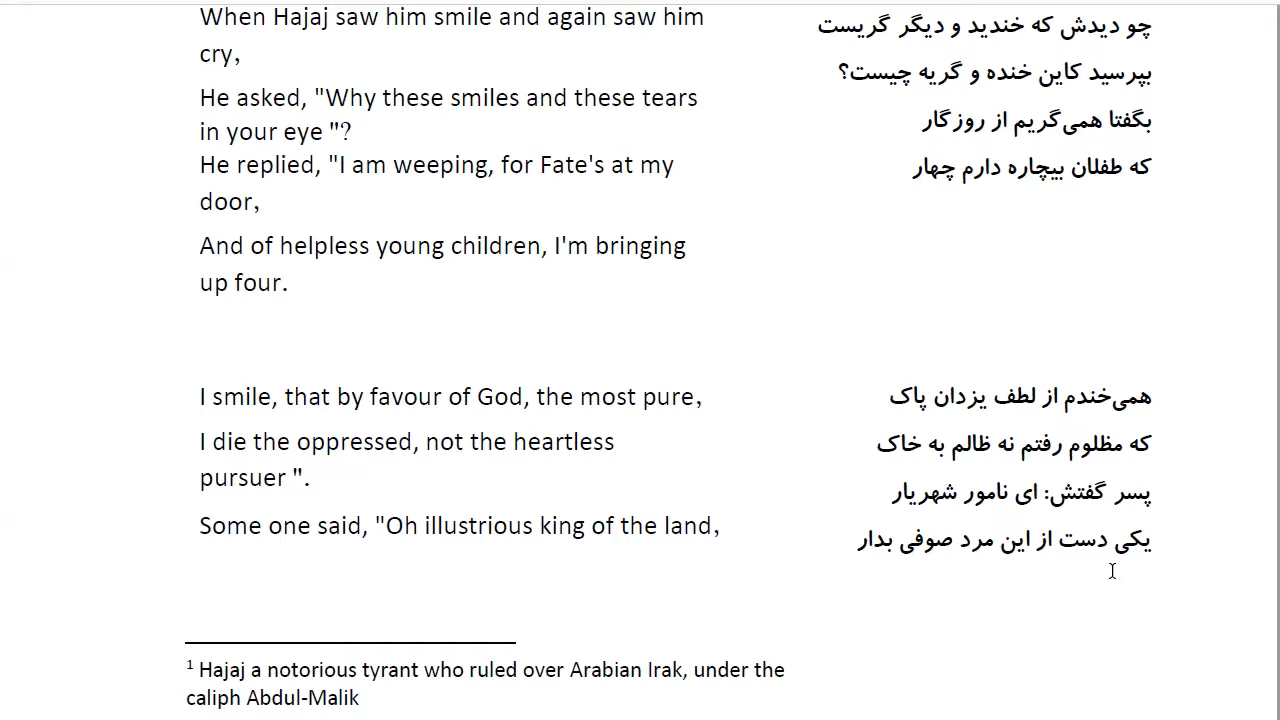 When Hajaj saw him smile and again saw him
cry,
He asked, "Why these smiles and these tears
in your eye "?
He replied, "I am weeping, for Fate's at my
door,
And of helpless young children, I'm bringing
up four.
چو دیدش که خندید و دیگر گریست
بپرسید کاین خنده و گریه چیست؟
بگفتا همی‌گریم از روزگار
که طفلان بیچاره دارم چهار
I smile, that by favour of God, the most pure,
I die the oppressed, not the heartless
pursuer ".
Some one said, "Oh illustrious king of the land,
همی‌خندم از لطف یزدان پاک
که مظلوم رفتم نه ظالم به خاک
پسر گفتش: ای نامور شهریار
یکی دست از این مرد صوفی بدار
1 Hajaj a notorious tyrant who ruled over Arabian Irak, under the
caliph Abdul-Malik